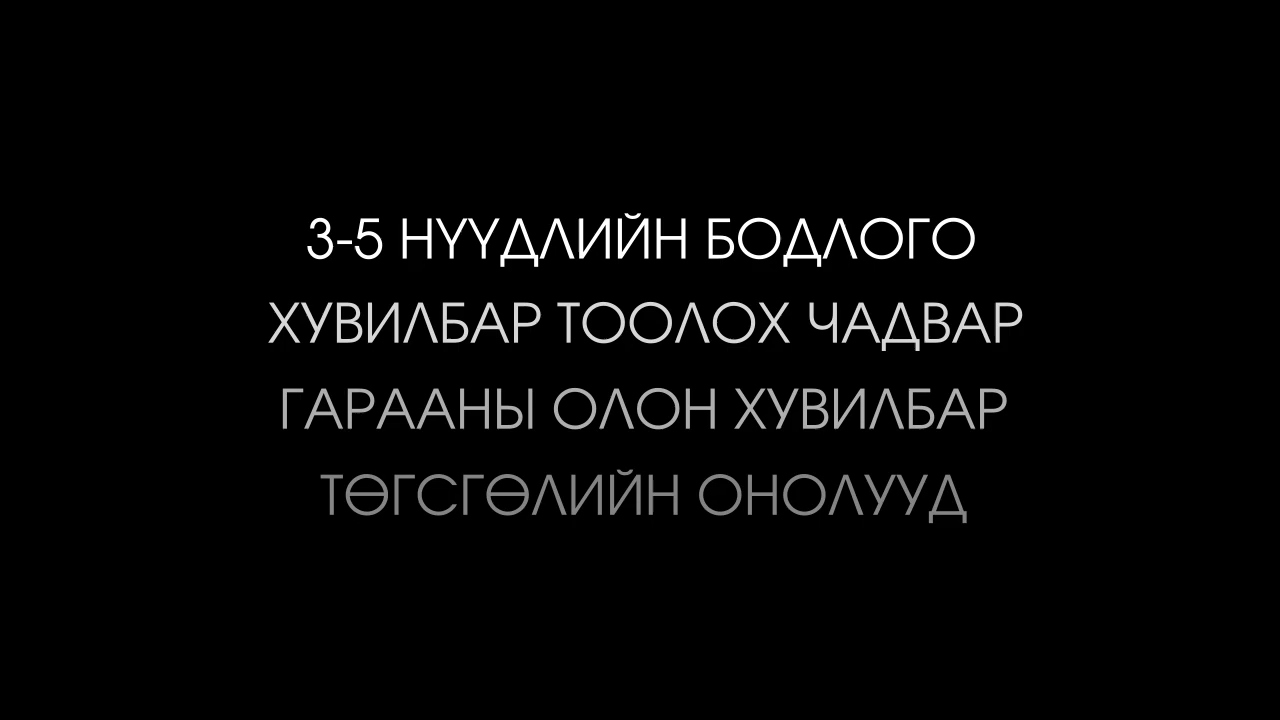 3-5 НҮҮДЛИЙН БОДЛОГО
ХУВИЛБАР ТООЛОХ ЧАДВАР
ГАРААНЫ ОЛОН ХУВИЛБАР
ТӨГСГӨЛИЙН ОНОЛУУД